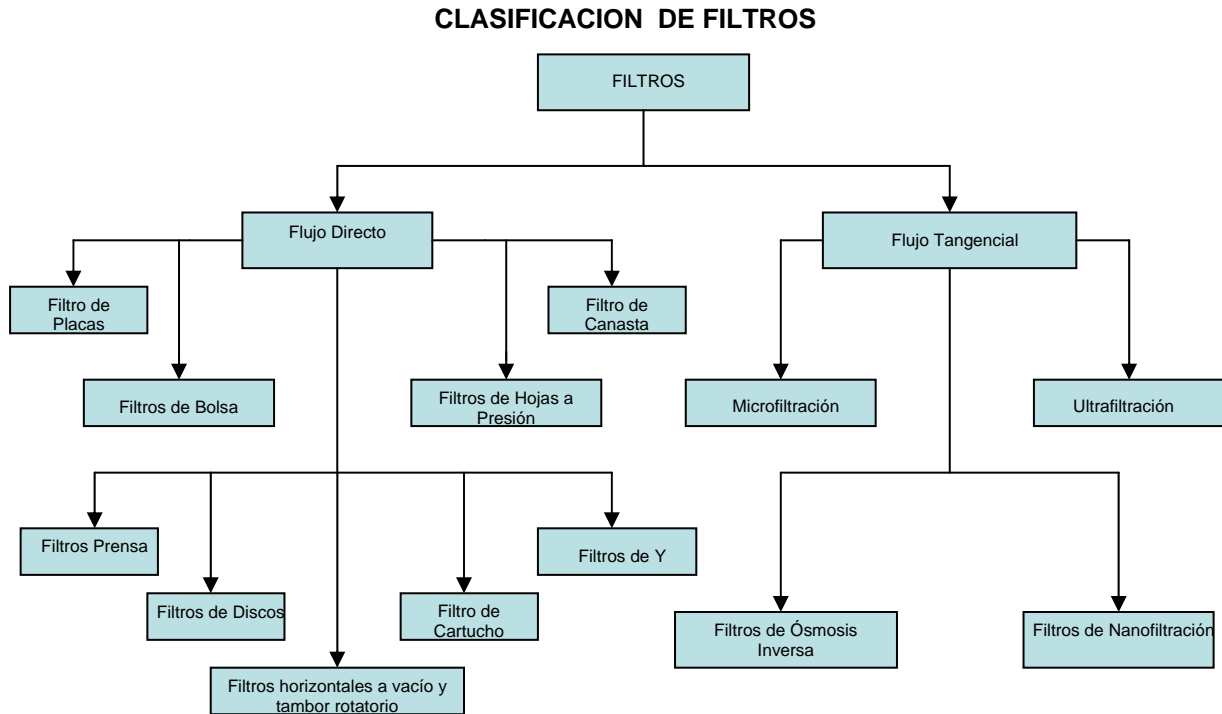 CLASIFICACION DE FILTROS
FILTROS
Flujo Directo
Flujo Tangencial
Filtro de
Placas
Filtro de
Canasta
Filtros de Bolsa
Filtros de Hojas a
Presión
Microfiltración
Ultrafiltración
Filtros Prensa
Filtros de Y
Filtros de Discos
Filtro de
Cartucho
Filtros de Ósmosis
Inversa
Filtros de Nanofiltración
Filtros horizontales a vacío y
tambor rotatorio